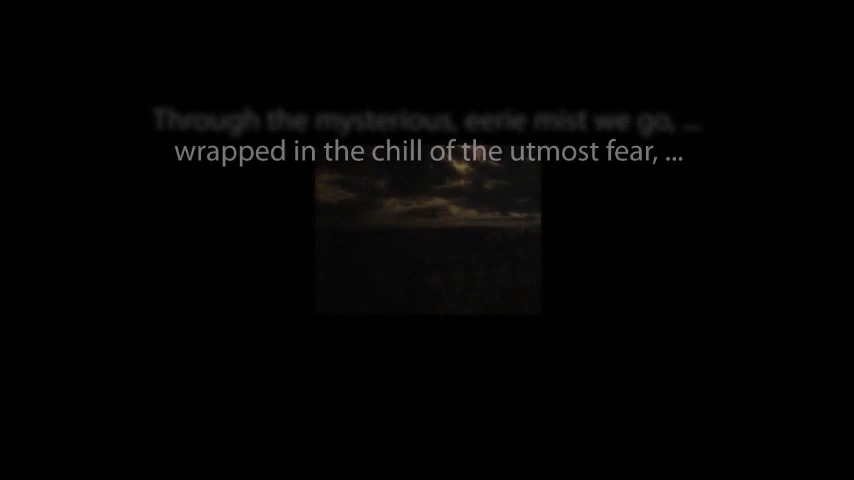 Through the mysterious, eerie mist we go, ...
wrapped in the chill of the utmost fear, ...